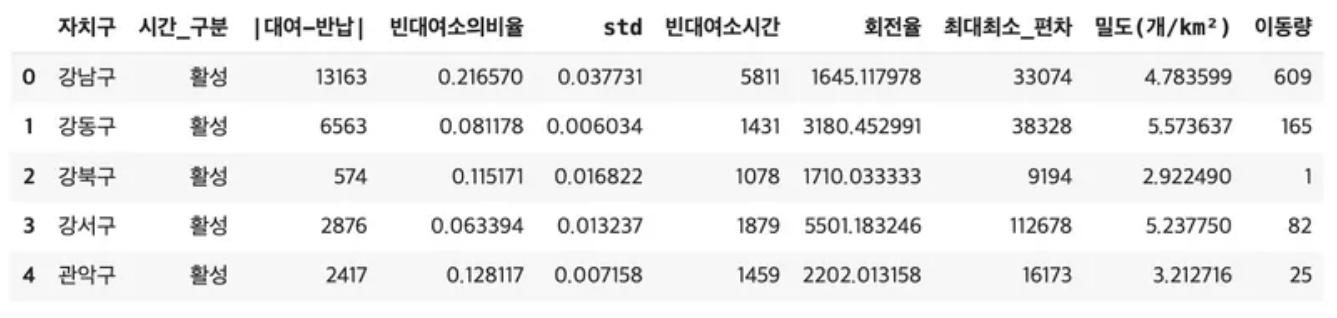 자치구 시간_구분 |대여-반납| 빈대여소의비율 std 빈대여소시간 회전율 최대최소_편차 밀도(개/km²) 이동량
0 강남구 활성 13163 0.216570 0.037731 5811 1645.117978 33074 4.783599 609
1 강동구 활성 6563 0.081178 0.006034 1431 3180.452991 38328 5.573637 165
2 강북구 활성 574 0.115171 0.016822 1078 1710.033333 9194 2.922490 1
3 강서구 활성 2876 0.063394 0.013237 1879 5501.183246 112678 5.237750 82
4 관악구 활성 2417 0.128117 0.007158 1459 2202.013158 16173 3.212716 25